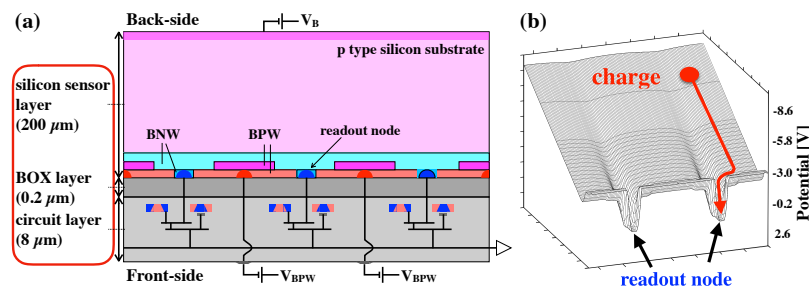 (a)
Back-side
V_B
p type silicon substrate
silicon sensor
layer
(200 μm)
BNW
BPW
readout node
BOX layer
(0.2 μm)
circuit layer
(8 μm)
Front-side
V_BPW
V_BPW
(b)
charge
-8.6
-5.8
-3.0
-0.2
2.6
Potential [V]
readout node